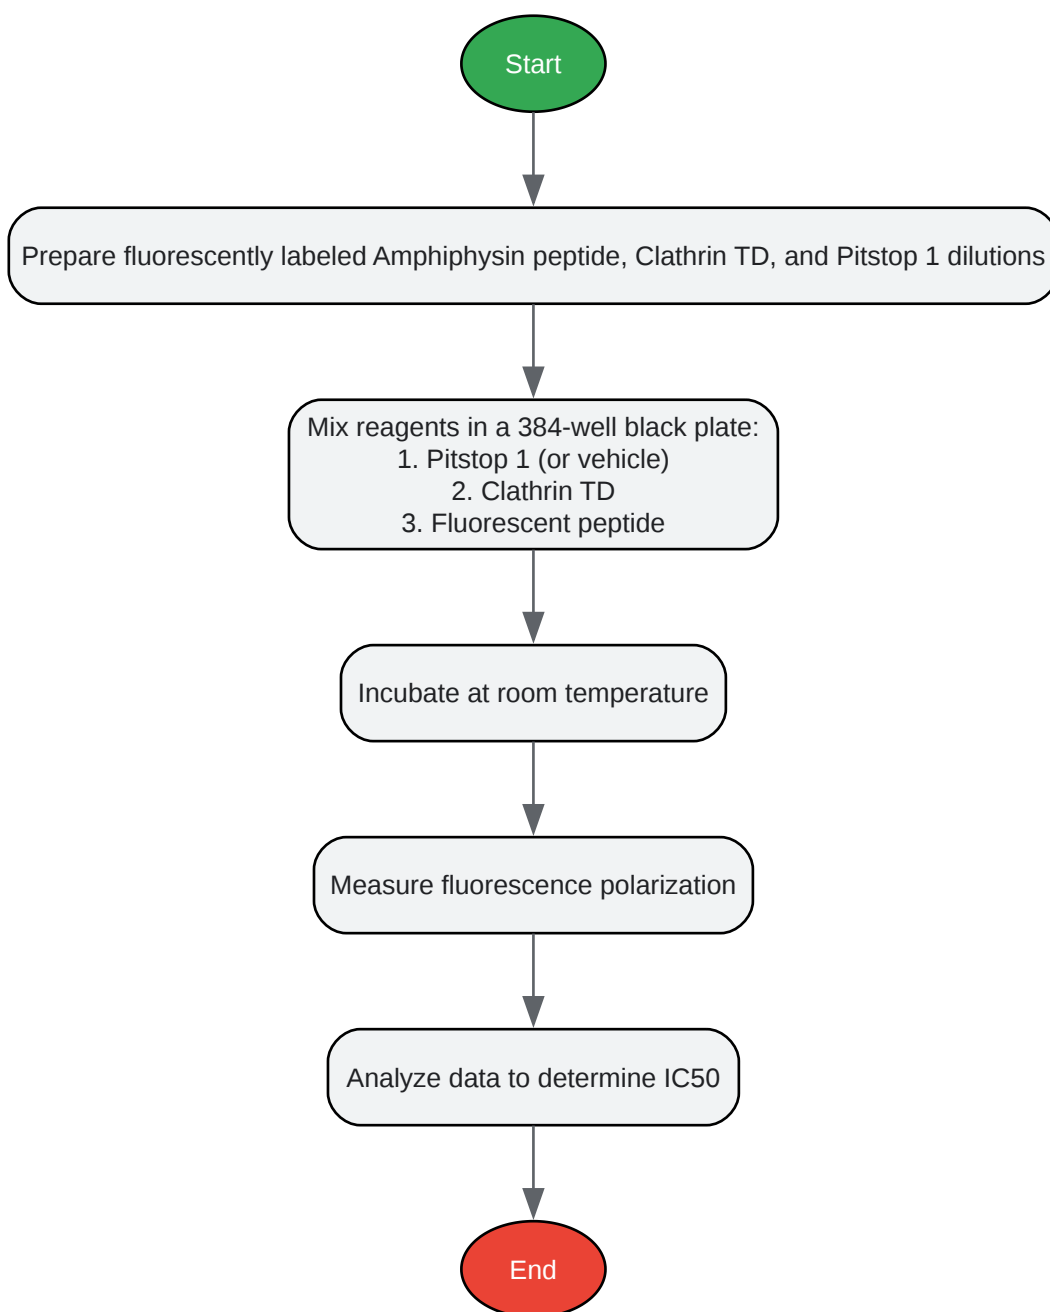 Start
Prepare fluorescently labeled Amphiphysin peptide, Clathrin TD, and Pitstop 1 dilutions
Mix reagents in a 384-well black plate:
1. Pitstop 1 (or vehicle)
2. Clathrin TD
3. Fluorescent peptide
Incubate at room temperature
Measure fluorescence polarization
Analyze data to determine IC50
End